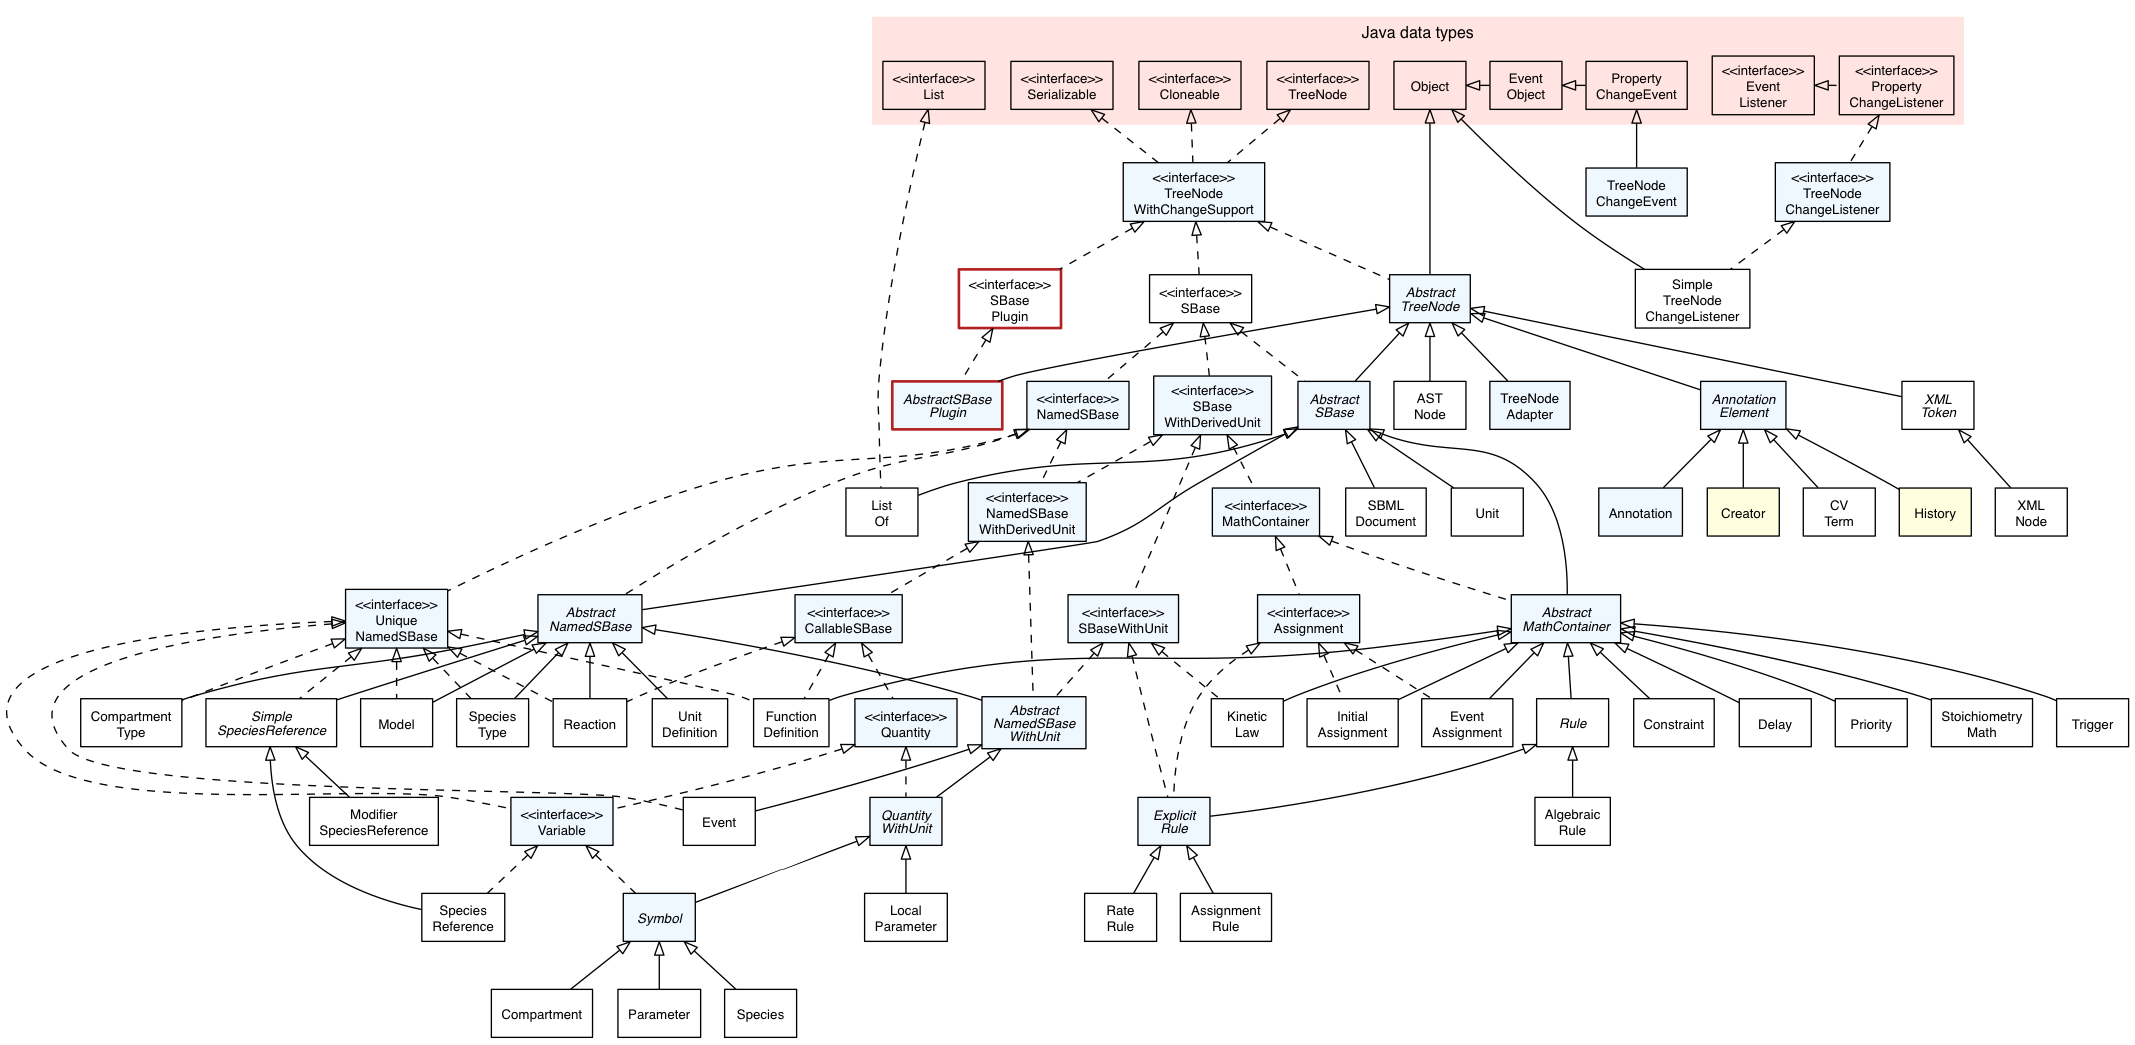 Java data types
<<interface>>
List
<<interface>>
Serializable
<<interface>>
Cloneable
<<interface>>
TreeNode
Object
Event
Object
Property
ChangeEvent
<<interface>>
Event
Listener
<<interface>>
Property
ChangeListener
<<interface>>
TreeNode
WithChangeSupport
TreeNode
ChangeEvent
<<interface>>
TreeNode
ChangeListener
<<interface>>
SBase
Plugin
<<interface>>
SBase
Abstract
TreeNode
Simple
TreeNode
ChangeListener
AbstractSBase
Plugin
<<interface>>
NamedSBase
<<interface>>
SBase
WithDerivedUnit
Abstract
SBase
AST
Node
TreeNode
Adapter
Annotation
Element
XML
Token
List
Of
<<interface>>
NamedSBase
WithDerivedUnit
<<interface>>
MathContainer
SBML
Document
Unit
Annotation
Creator
CV
Term
History
XML
Node
<<interface>>
Unique
NamedSBase
Abstract
NamedSBase
<<interface>>
CallableSBase
<<interface>>
SBaseWithUnit
<<interface>>
Assignment
Abstract
MathContainer
Compartment
Type
Simple
SpeciesReference
Model
Species
Type
Reaction
Unit
Definition
Function
Definition
<<interface>>
Quantity
Abstract
NamedSBase
WithUnit
Kinetic
Law
Initial
Assignment
Event
Assignment
Rule
Constraint
Delay
Priority
Stoichiometry
Math
Trigger
Modifier
SpeciesReference
<<interface>>
Variable
Event
Quantity
WithUnit
Explicit
Rule
Algebraic
Rule
Species
Reference
Symbol
Local
Parameter
Rate
Rule
Assignment
Rule
Compartment
Parameter
Species